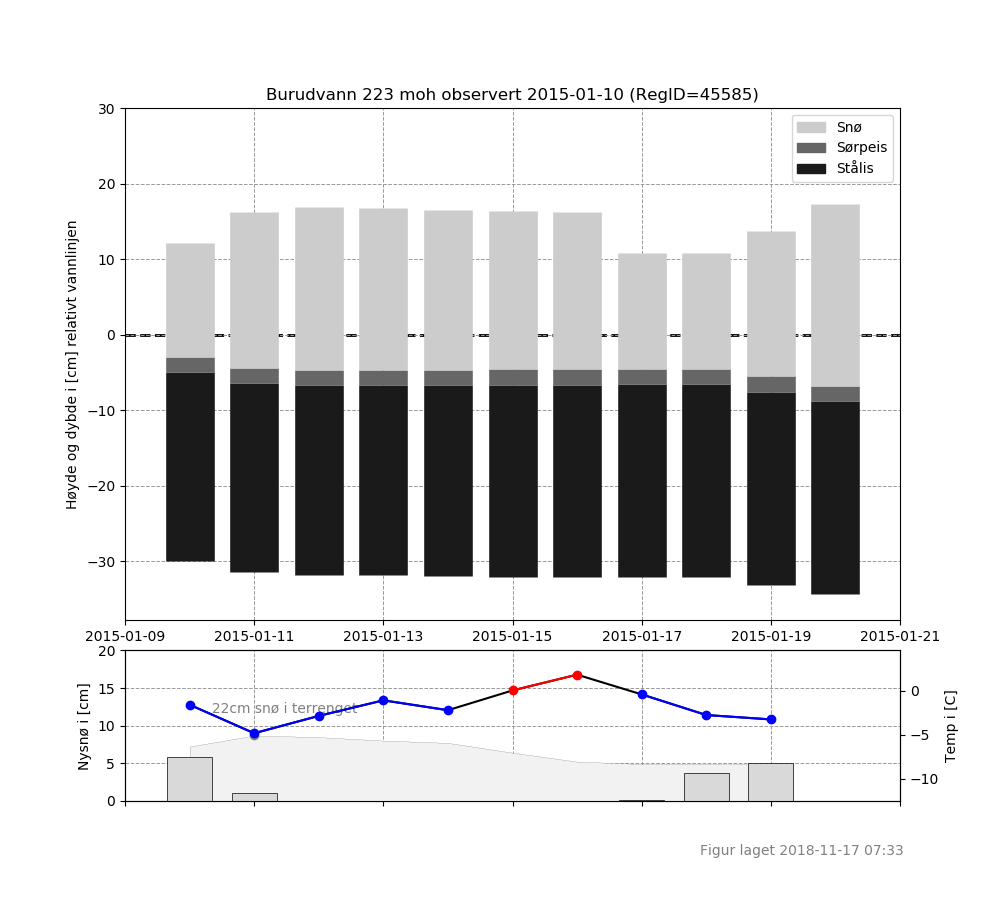 Burudvann 223 moh observert 2015-01-10 (RegID=45585)
Høyde og dybde i [cm] relativt vannlinjen
30
20
10
0
−10
−20
−30
Snø
Sørpeis
Stålis
2015-01-09 2015-01-11 2015-01-13 2015-01-15 2015-01-17 2015-01-19 2015-01-21
Nysnø i [cm]
20
15
10
5
0
22cm snø i terrenget
0
−5
−10
Temp i [C]
Figur laget 2018-11-17 07:33